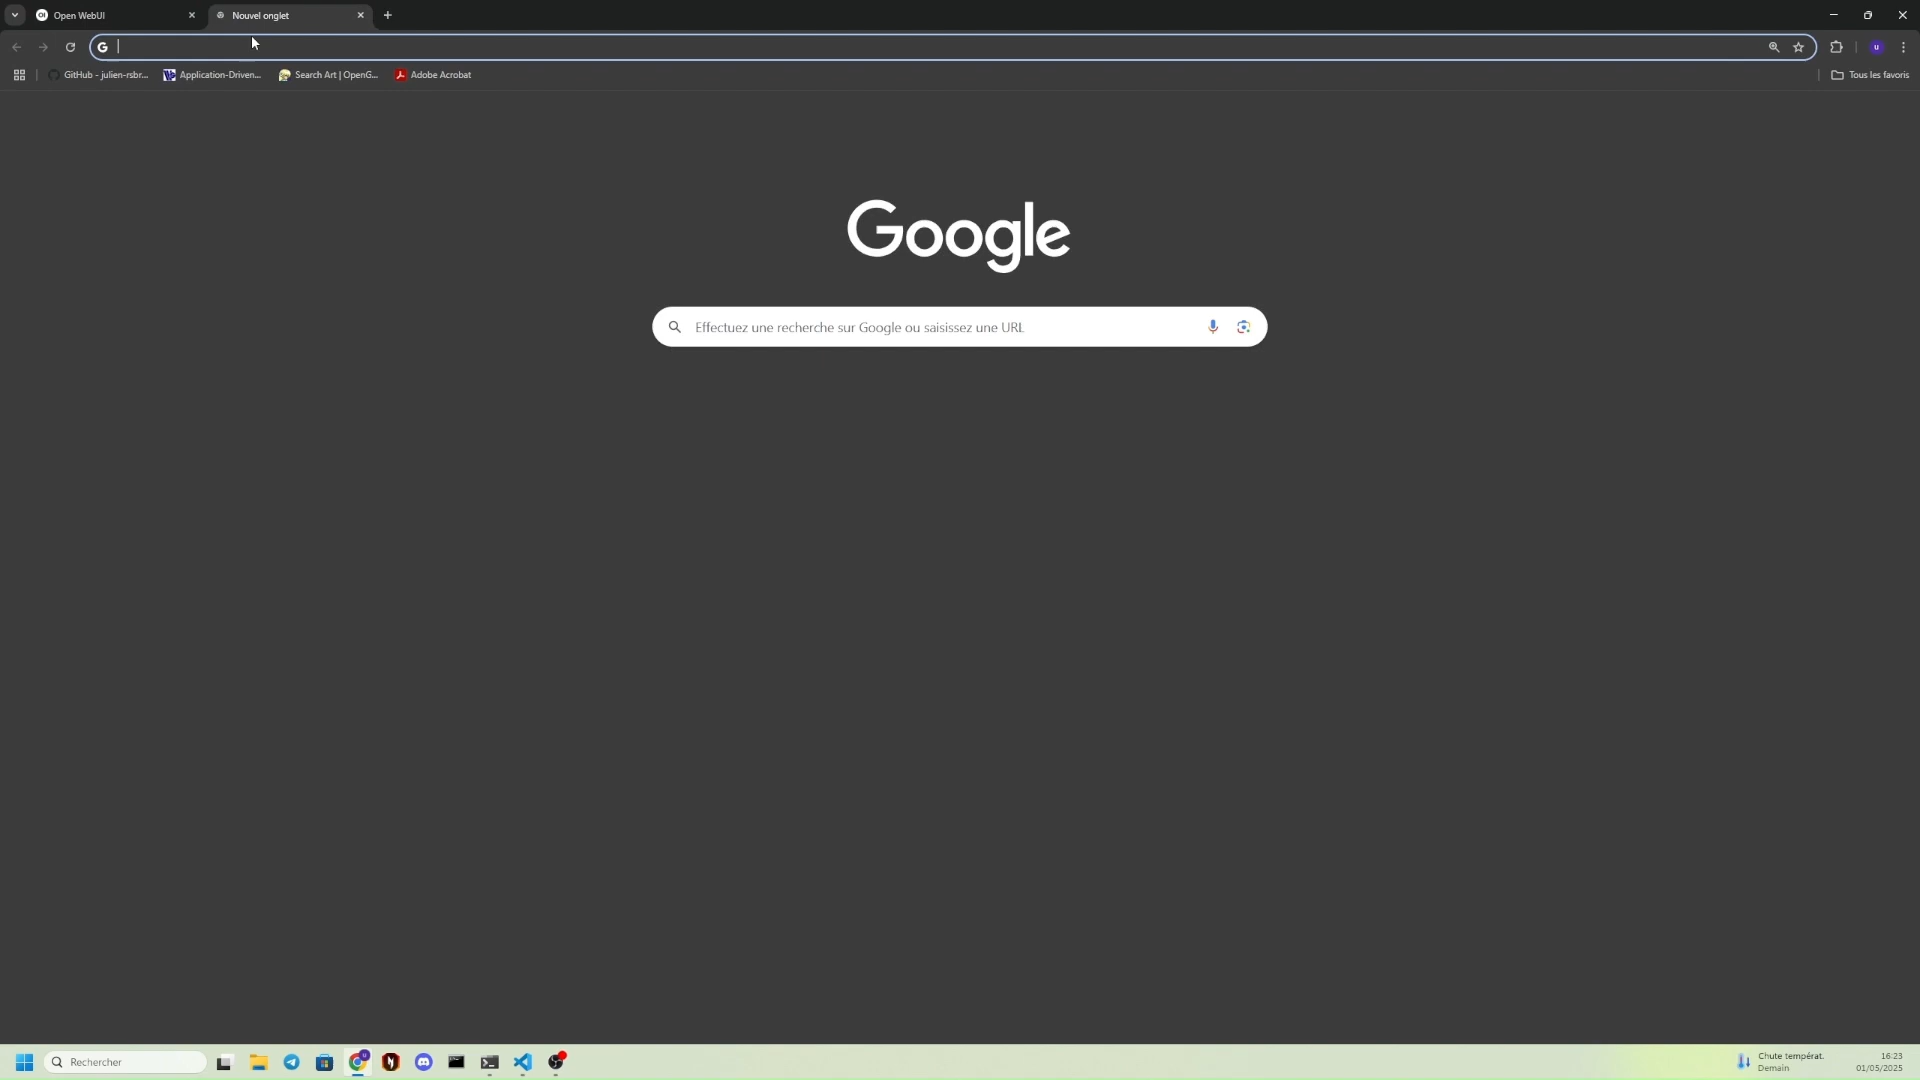 Open WebUI
Nouvel onglet
GitHub - julien-rsbr...
Application-Driven...
Search Art | OpenG...
Adobe Acrobat
Tous les favoris
Google
Effectuez une recherche sur Google ou saisissez une URL
Rechercher
Chute températ.
Demain
16:23
01/05/2025